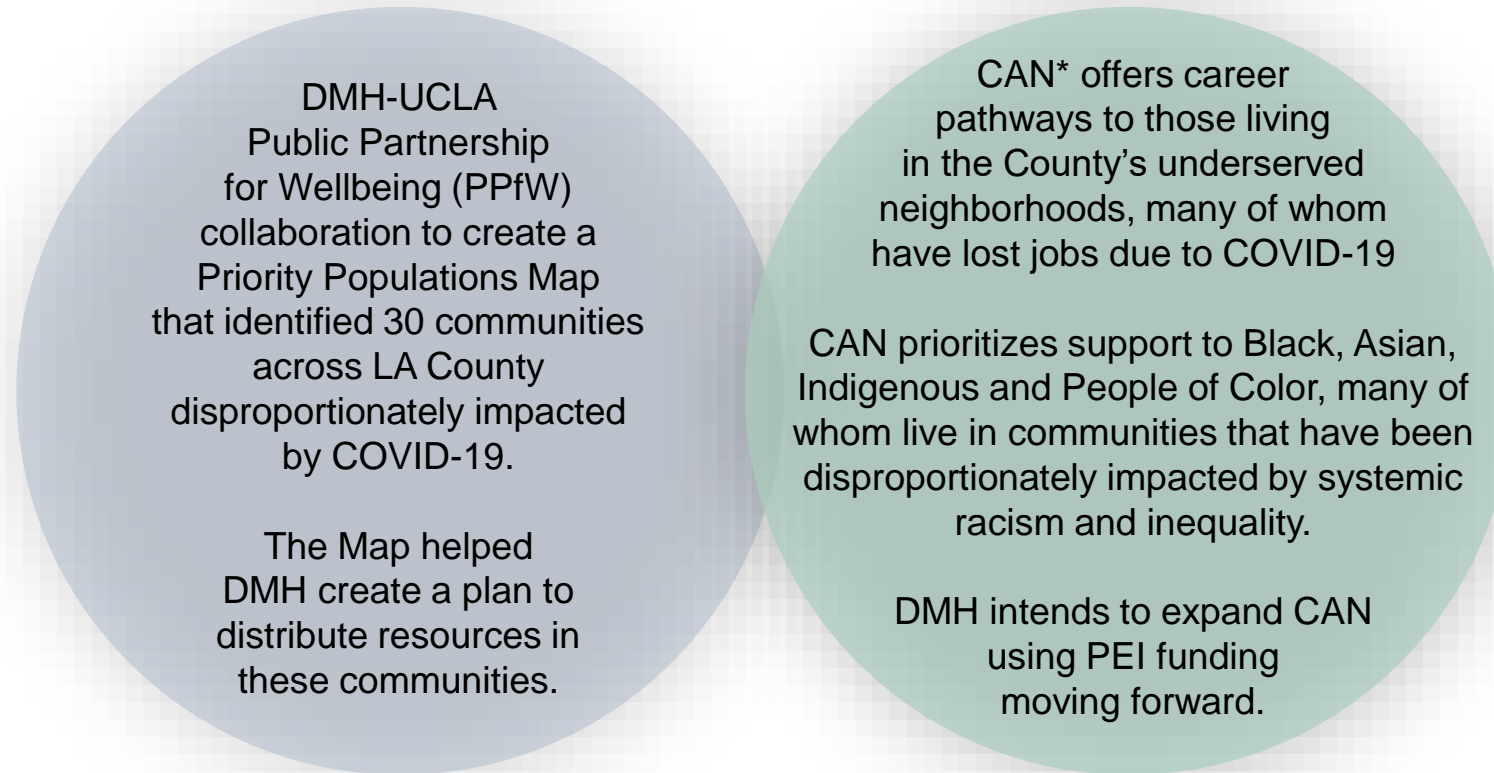 DMH-UCLA
Public Partnership
for Wellbeing (PPfW)
collaboration to create a
Priority Populations Map
that identified 30 communities
across LA County
disproportionately impacted
by COVID-19.
The Map helped
DMH create a plan to
distribute resources in
these communities.
CAN* offers career
pathways to those living
in the County’s underserved
neighborhoods, many of whom
have lost jobs due to COVID-19
CAN prioritizes support to Black, Asian,
Indigenous and People of Color, many of
whom live in communities that have been
disproportionately impacted by systemic
racism and inequality.
DMH intends to expand CAN
using PEI funding
moving forward.